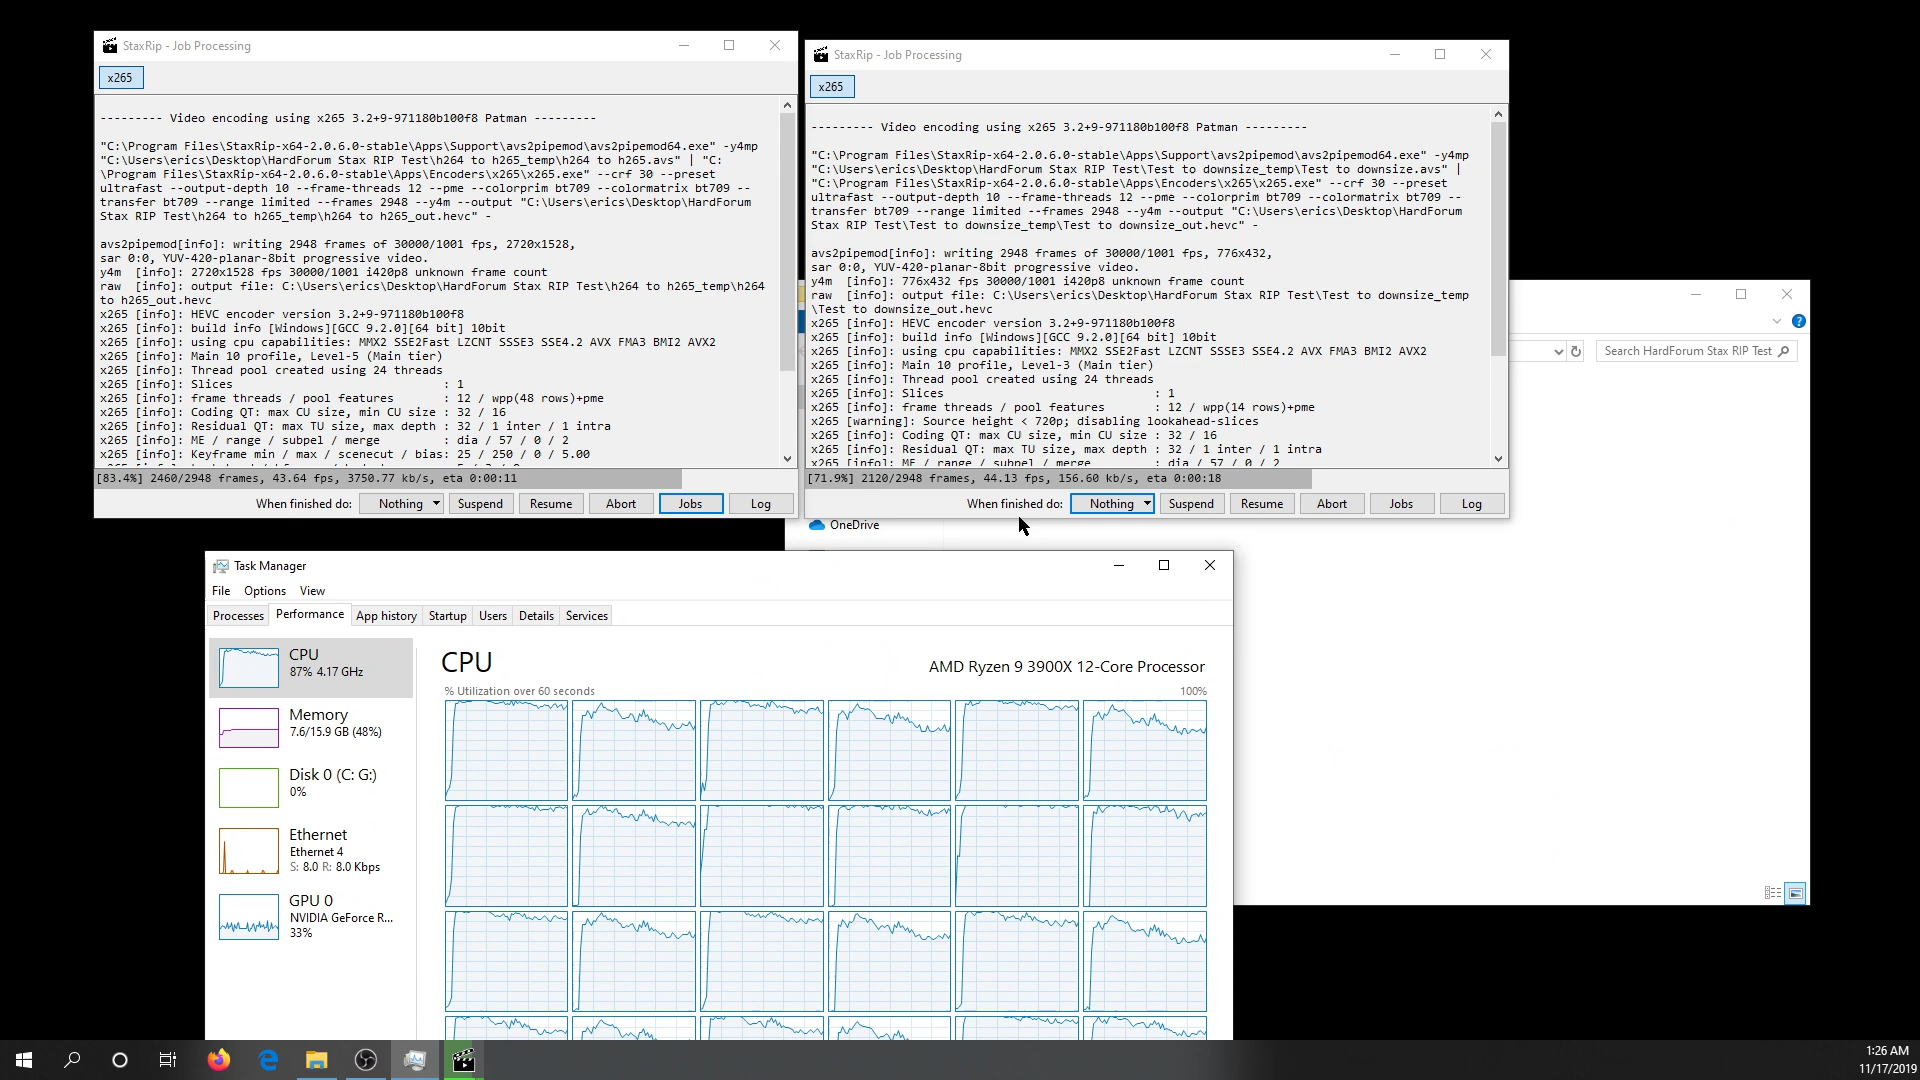 StaxRip - Job Processing
x265
--------- Video encoding using x265 3.2+9-971180b100f8 Patman ---------
"C:\Program Files\StaxRip-x64-2.0.6.0-stable\Apps\Support\avs2pipemod\avs2pipemod64.exe" -y4mp
"C:\Users\erics\Desktop\HardForum Stax RIP Test\h264 to h265_temp\h264 to h265.avs" | "C:
\Program Files\StaxRip-x64-2.0.6.0-stable\Apps\Encoders\x265\x265.exe" --crf 30 --preset
ultrafast --output-depth 10 --frame-threads 12 --pme --colorprim bt709 --colormatrix bt709 --
transfer bt709 --range limited --frames 2948 --y4m --output "C:\Users\erics\Desktop\HardForum
Stax RIP Test\h264 to h265_temp\h264 to h265_out.hevc" -
avs2pipemod[info]: writing 2948 frames of 30000/1001 fps, 2720x1528,
sar 0:0, YUV-420-planar-8bit progressive video.
y4m  [info]: 2720x1528 fps 30000/1001 i420p8 unknown frame count
raw  [info]: output file: C:\Users\erics\Desktop\HardForum Stax RIP Test\h264 to h265_temp\h264
to h265_out.hevc
x265 [info]: HEVC encoder version 3.2+9-971180b100f8
x265 [info]: build info [Windows][GCC 9.2.0][64 bit] 10bit
x265 [info]: using cpu capabilities: MMX2 SSE2Fast LZCNT SSSE3 SSE4.2 AVX FMA3 BMI2 AVX2
x265 [info]: Main 10 profile, Level-5 (Main tier)
x265 [info]: Thread pool created using 24 threads
x265 [info]: Slices                              : 1
x265 [info]: frame threads / pool features       : 12 / wpp(48 rows)+pme
x265 [info]: Coding QT: max CU size, min CU size : 32 / 16
x265 [info]: Residual QT: max TU size, max depth : 32 / 1 inter / 1 intra
x265 [info]: ME / range / subpel / merge         : dia / 57 / 0 / 2
x265 [info]: Keyframe min / max / scenecut / bias: 25 / 250 / 0 / 5.00
[83.4%] 2460/2948 frames, 43.64 fps, 3750.77 kb/s, eta 0:00:11
When finished do: Nothing Suspend Resume Abort Jobs Log
StaxRip - Job Processing
x265
--------- Video encoding using x265 3.2+9-971180b100f8 Patman ---------
"C:\Program Files\StaxRip-x64-2.0.6.0-stable\Apps\Support\avs2pipemod\avs2pipemod64.exe" -y4mp
"C:\Users\erics\Desktop\HardForum Stax RIP Test\Test to downsize_temp\Test to downsize.avs" |
"C:\Program Files\StaxRip-x64-2.0.6.0-stable\Apps\Encoders\x265\x265.exe" --crf 30 --preset
ultrafast --output-depth 10 --frame-threads 12 --pme --colorprim bt709 --colormatrix bt709 --
transfer bt709 --range limited --frames 2948 --y4m --output "C:\Users\erics\Desktop\HardForum
Stax RIP Test\Test to downsize_temp\Test to downsize_out.hevc" -
avs2pipemod[info]: writing 2948 frames of 30000/1001 fps, 776x432,
sar 0:0, YUV-420-planar-8bit progressive video.
y4m  [info]: 776x432 fps 30000/1001 i420p8 unknown frame count
raw  [info]: output file: C:\Users\erics\Desktop\HardForum Stax RIP Test\Test to downsize_temp
\Test to downsize_out.hevc
x265 [info]: HEVC encoder version 3.2+9-971180b100f8
x265 [info]: build info [Windows][GCC 9.2.0][64 bit] 10bit
x265 [info]: using cpu capabilities: MMX2 SSE2Fast LZCNT SSSE3 SSE4.2 AVX FMA3 BMI2 AVX2
x265 [info]: Main 10 profile, Level-3 (Main tier)
x265 [info]: Thread pool created using 24 threads
x265 [info]: Slices                              : 1
x265 [info]: frame threads / pool features       : 12 / wpp(14 rows)+pme
x265 [warning]: Source height < 720p; disabling lookahead-slices
x265 [info]: Coding QT: max CU size, min CU size : 32 / 16
x265 [info]: Residual QT: max TU size, max depth : 32 / 1 inter / 1 intra
x265 [info]: ME / range / subpel / merge         : dia / 57 / 0 / 2
[71.9%] 2120/2948 frames, 44.13 fps, 156.60 kb/s, eta 0:00:18
When finished do: Nothing Suspend Resume Abort Jobs Log
Search HardForum Stax RIP Test
OneDrive
Task Manager
File Options View
Processes Performance App history Startup Users Details Services
CPU
87% 4.17 GHz
Memory
7.6/15.9 GB (48%)
Disk 0 (C: G:)
0%
Ethernet
Ethernet 4
S: 8.0 R: 8.0 Kbps
GPU 0
NVIDIA GeForce R...
33%
CPU
AMD Ryzen 9 3900X 12-Core Processor
% Utilization over 60 seconds
100%
1:26 AM
11/17/2019